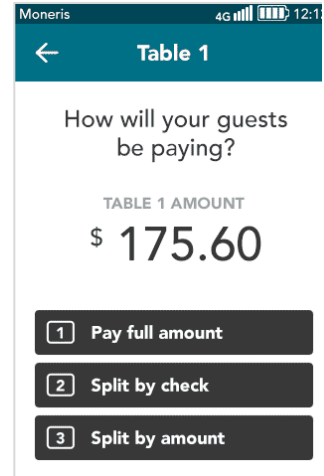 Moneris 4G 12:1
Table 1
How will your guests
be paying?
TABLE 1 AMOUNT
$ 175.60
1 Pay full amount
2 Split by check
3 Split by amount